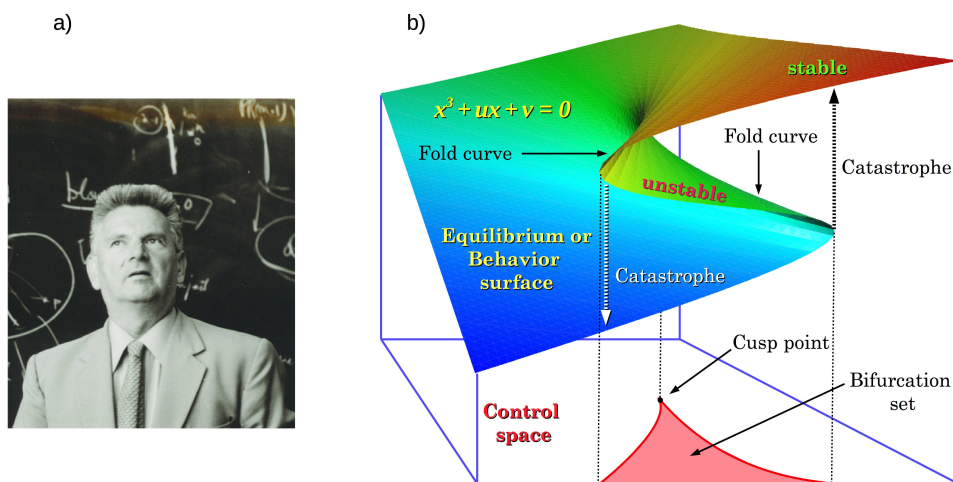 a)
b)
stable
x³ + ux + v = 0
Fold curve
Fold curve
Catastrophe
unstable
Equilibrium or
Behavior
surface
Catastrophe
Cusp point
Bifurcation
set
Control
space